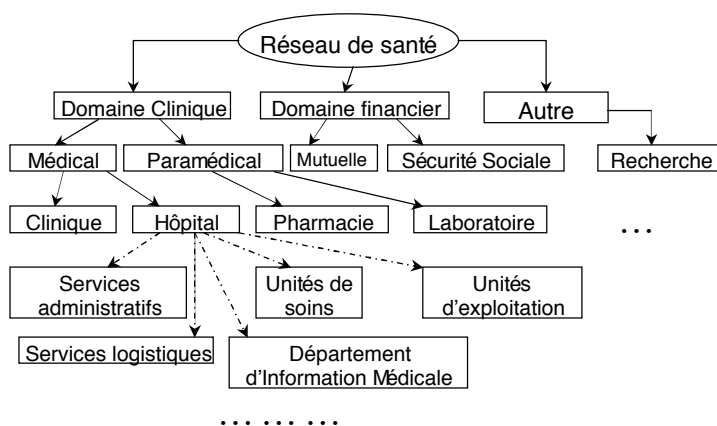 Réseau de santé
Domaine Clinique
Domaine financier
Autre
Médical
Paramédical
Mutuelle
Sécurité Sociale
Recherche
Clinique
Hôpital
Pharmacie
Laboratoire
...
Services
administratifs
Unités de
soins
Unités
d'exploitation
Services logistiques
Département
d'Information Médicale
... ... ...